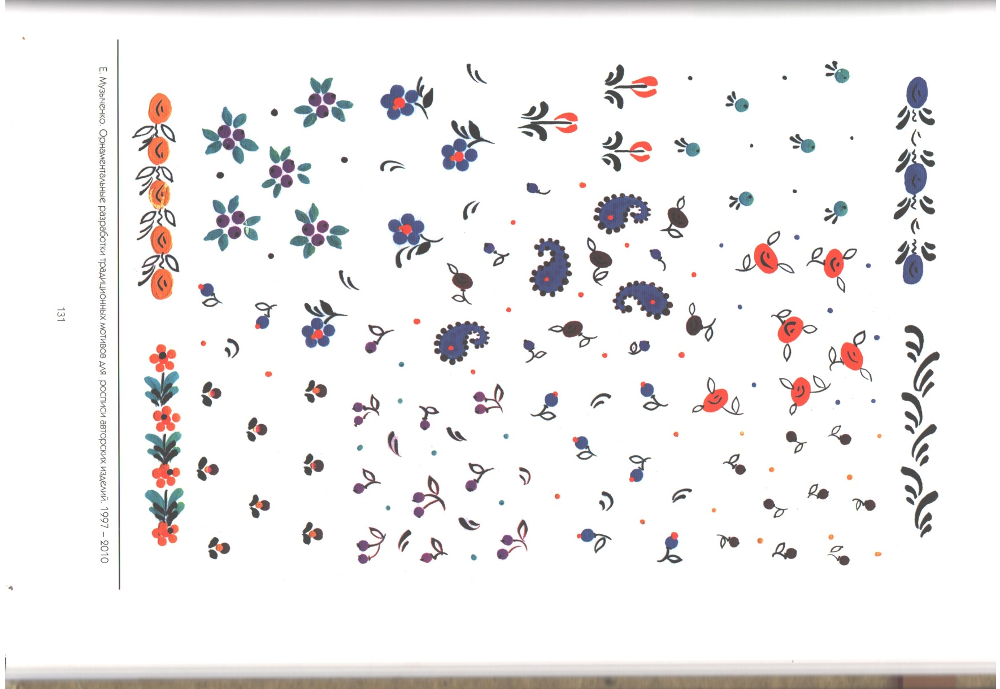 Е. Музыченко. Орнаментальные разработки традиционных мотивов для росписи авторских изделий. 1997 – 2010
131